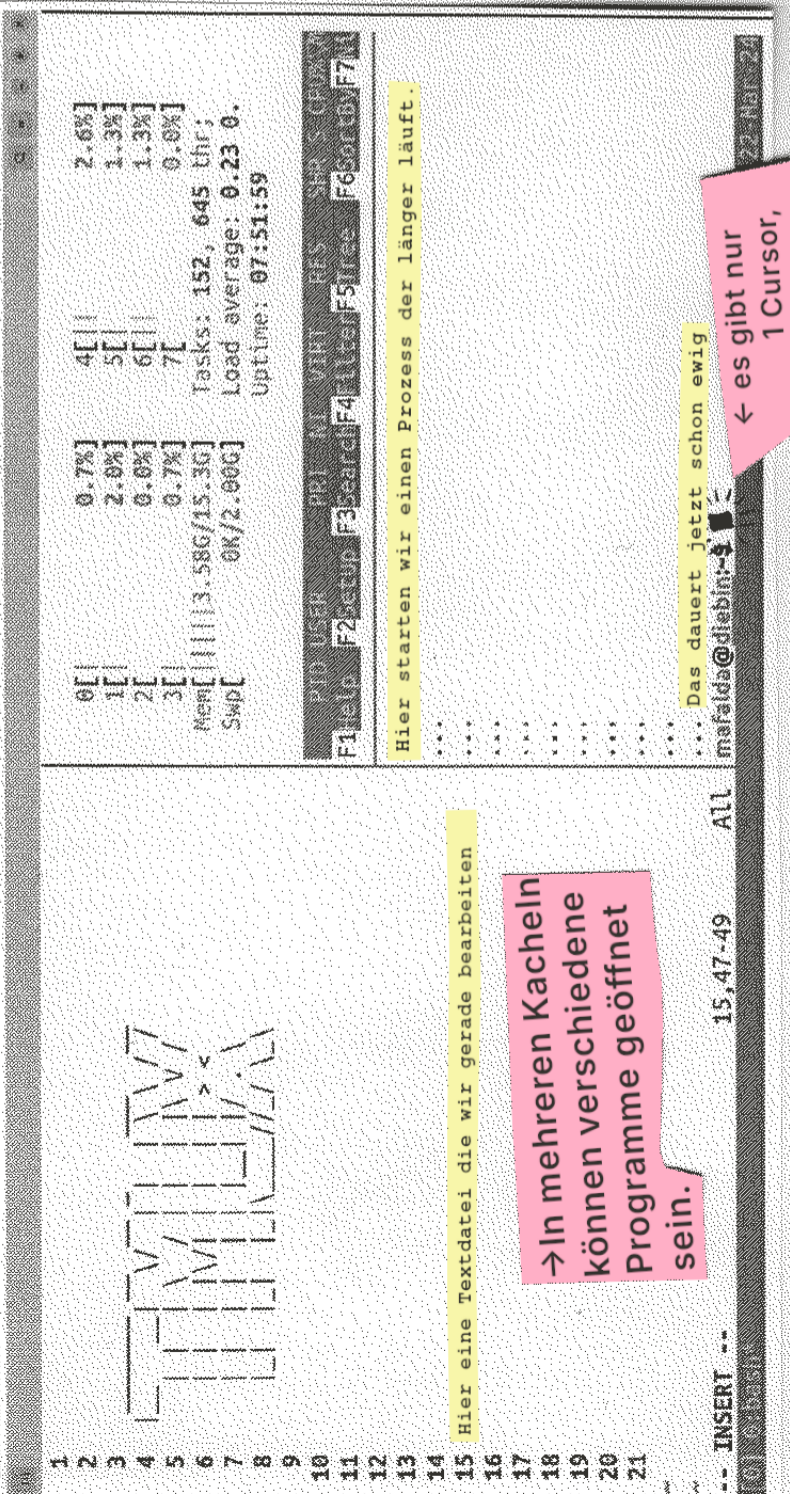 1
2
3
4
5
6
7
8
9
10
11
12
13
14
15 Hier eine Textdatei die wir gerade bearbeiten
16
17
18
19
20
21
~
~
→In mehreren Kacheln
können verschiedene
Programme geöffnet
sein.
-- INSERT -- 15,47-49 All
0[| 0.7%] 4[|| 2.6%]
1[| 2.0%] 5[| 1.3%]
2[ 0.0%] 6[|| 1.3%]
3[| 0.7%] 7[ 0.0%]
Mem[||||||3.58G/15.3G] Tasks: 152, 645 thr;
Swp[ 0K/2.00G] Load average: 0.23 0.
Uptime: 07:51:59
PID USER PRI NI VIRT RES SHR S CPU%
F1Help F2Setup F3Search F4Filter F5Tree F6SortBy F7
Hier starten wir einen Prozess der länger läuft.
...
...
...
...
...
...
...
...
...
... Das dauert jetzt schon ewig
mafalda@diebin:~$
← es gibt nur
1 Cursor,
22-Mar-24